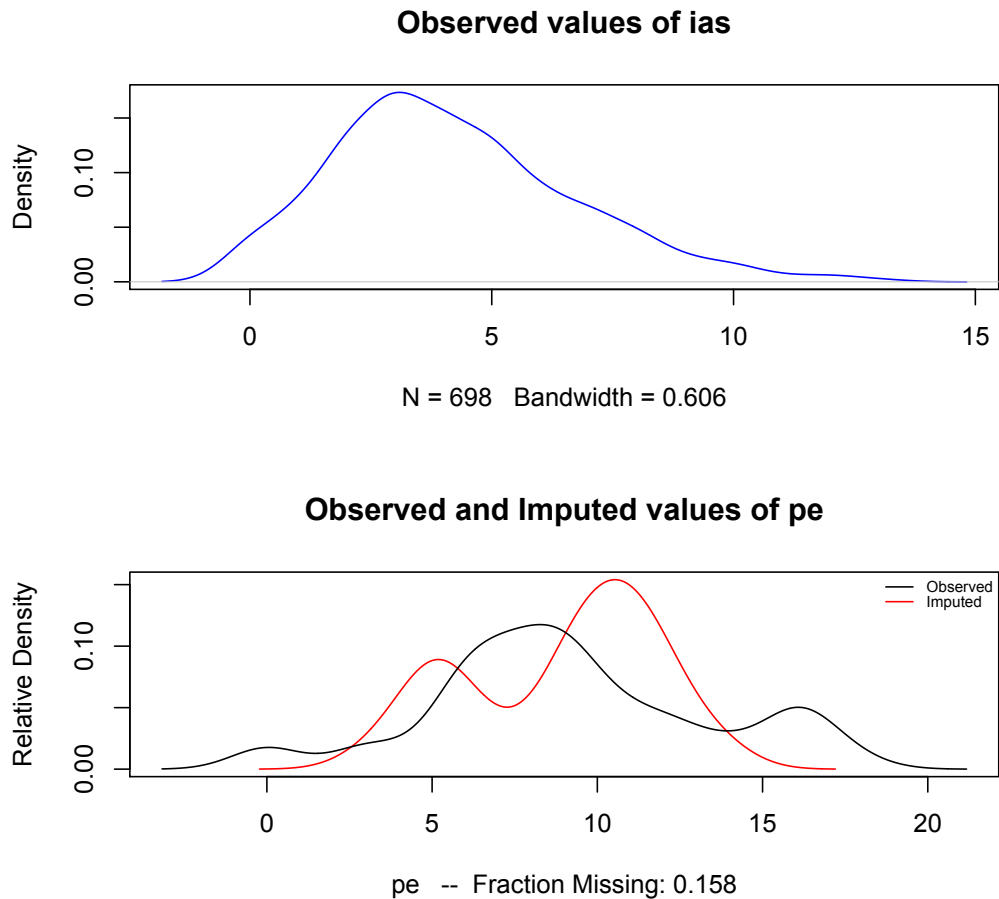 Observed values of ias
Density
0.00 0.10
0 5 10 15
N = 698 Bandwidth = 0.606
Observed and Imputed values of pe
Relative Density
0.00 0.10
Observed
Imputed
0 5 10 15 20
pe -- Fraction Missing: 0.158